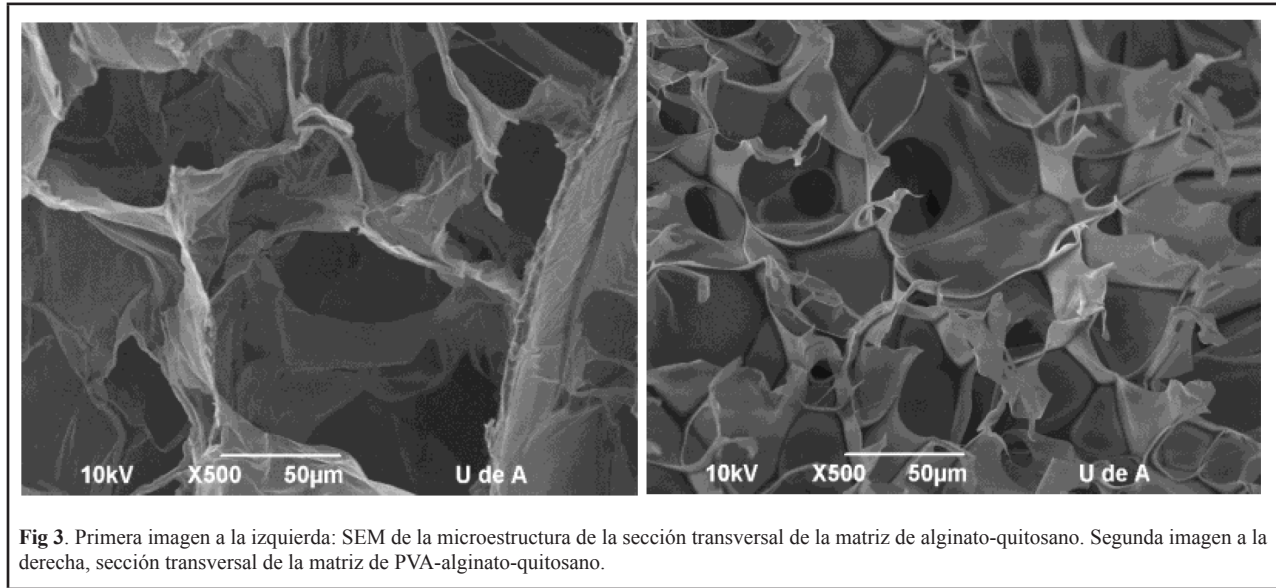 10kV X500 50µm U de A
10kV X500 50µm U de A
Fig 3. Primera imagen a la izquierda: SEM de la microestructura de la sección transversal de la matriz de alginato-quitosano. Segunda imagen a la
derecha, sección transversal de la matriz de PVA-alginato-quitosano.